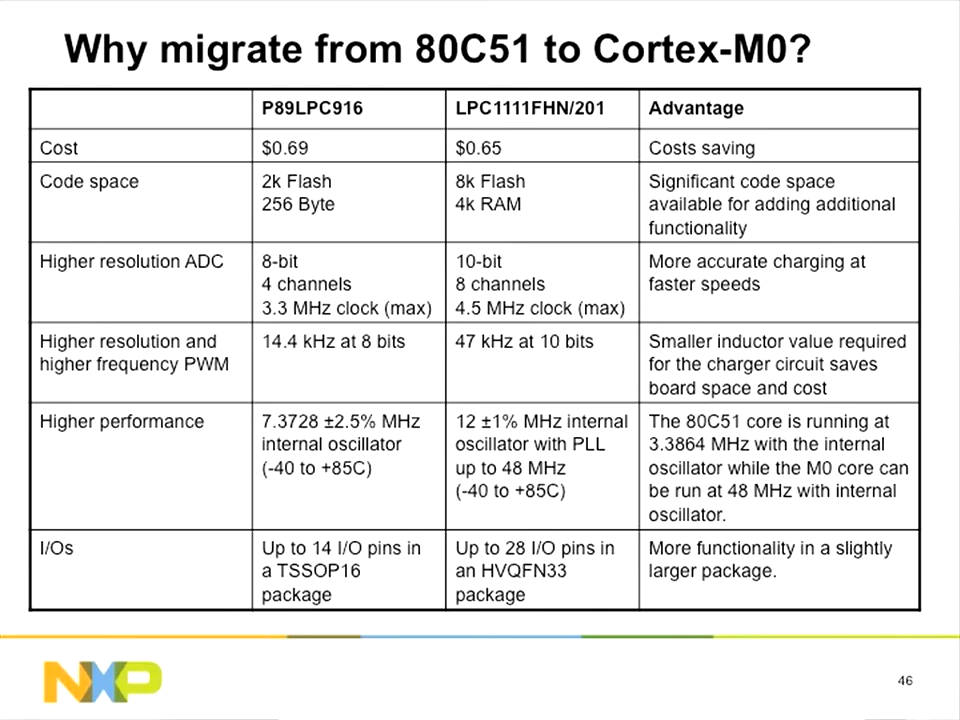 Why migrate from 80C51 to Cortex-M0?
P89LPC916 LPC1111FHN/201 Advantage
Cost $0.69 $0.65 Costs saving
Code space 2k Flash 8k Flash Significant code space
256 Byte 4k RAM available for adding additional
functionality
Higher resolution ADC 8-bit 10-bit More accurate charging at
4 channels 8 channels faster speeds
3.3 MHz clock (max) 4.5 MHz clock (max)
Higher resolution and 14.4 kHz at 8 bits 47 kHz at 10 bits Smaller inductor value required
higher frequency PWM for the charger circuit saves
board space and cost
Higher performance 7.3728 ±2.5% MHz 12 ±1% MHz internal The 80C51 core is running at
internal oscillator oscillator with PLL 3.3864 MHz with the internal
(-40 to +85C) up to 48 MHz oscillator while the M0 core can
(-40 to +85C) be run at 48 MHz with internal
oscillator.
I/Os Up to 14 I/O pins in Up to 28 I/O pins in More functionality in a slightly
a TSSOP16 an HVQFN33 larger package.
package package
NXP
46